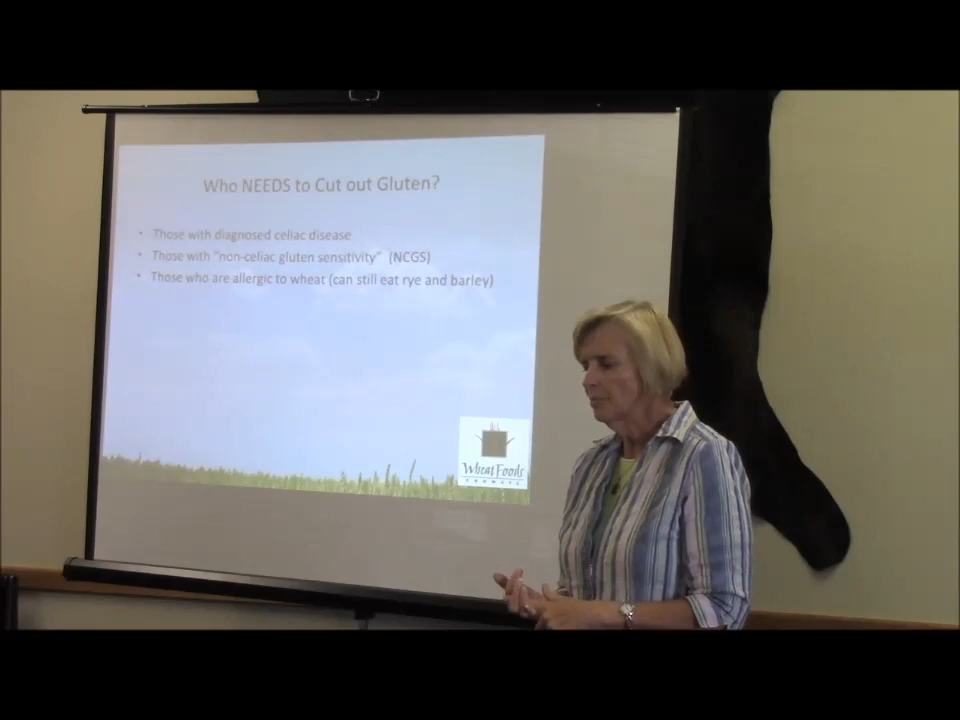 Who NEEDS to Cut out Gluten?
• Those with diagnosed celiac disease
• Those with "non-celiac gluten sensitivity" (NCGS)
• Those who are allergic to wheat (can still eat rye and barley)
Wheat Foods
COUNCIL